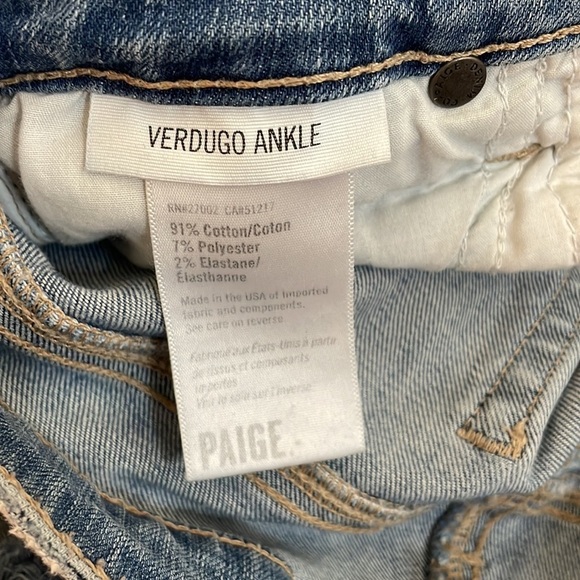 VERDUGO ANKLE
RN#27002 CA#51217
91% Cotton/Coton
7% Polyester
2% Elastane/
Élasthanne
Made in the USA of imported
fabric and components.
See care on reverse
Fabriqué aux États-Unis à partir
de tissus et composants
importés
Voir le soin sur l'inverse.
PAIGE